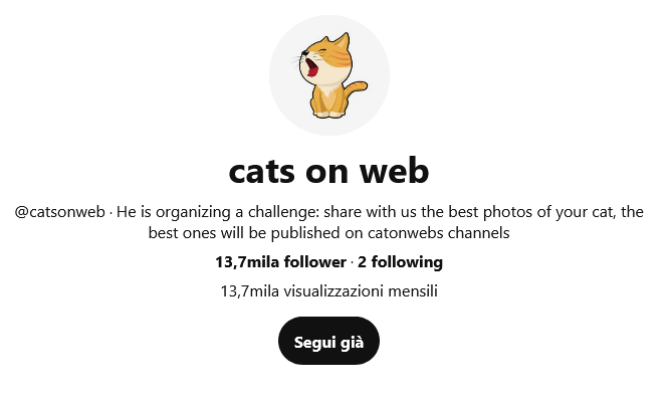 cats on web
@catsonweb · He is organizing a challenge: share with us the best photos of your cat, the
best ones will be published on catonwebs channels
13,7mila follower · 2 following
13,7mila visualizzazioni mensili
Segui già